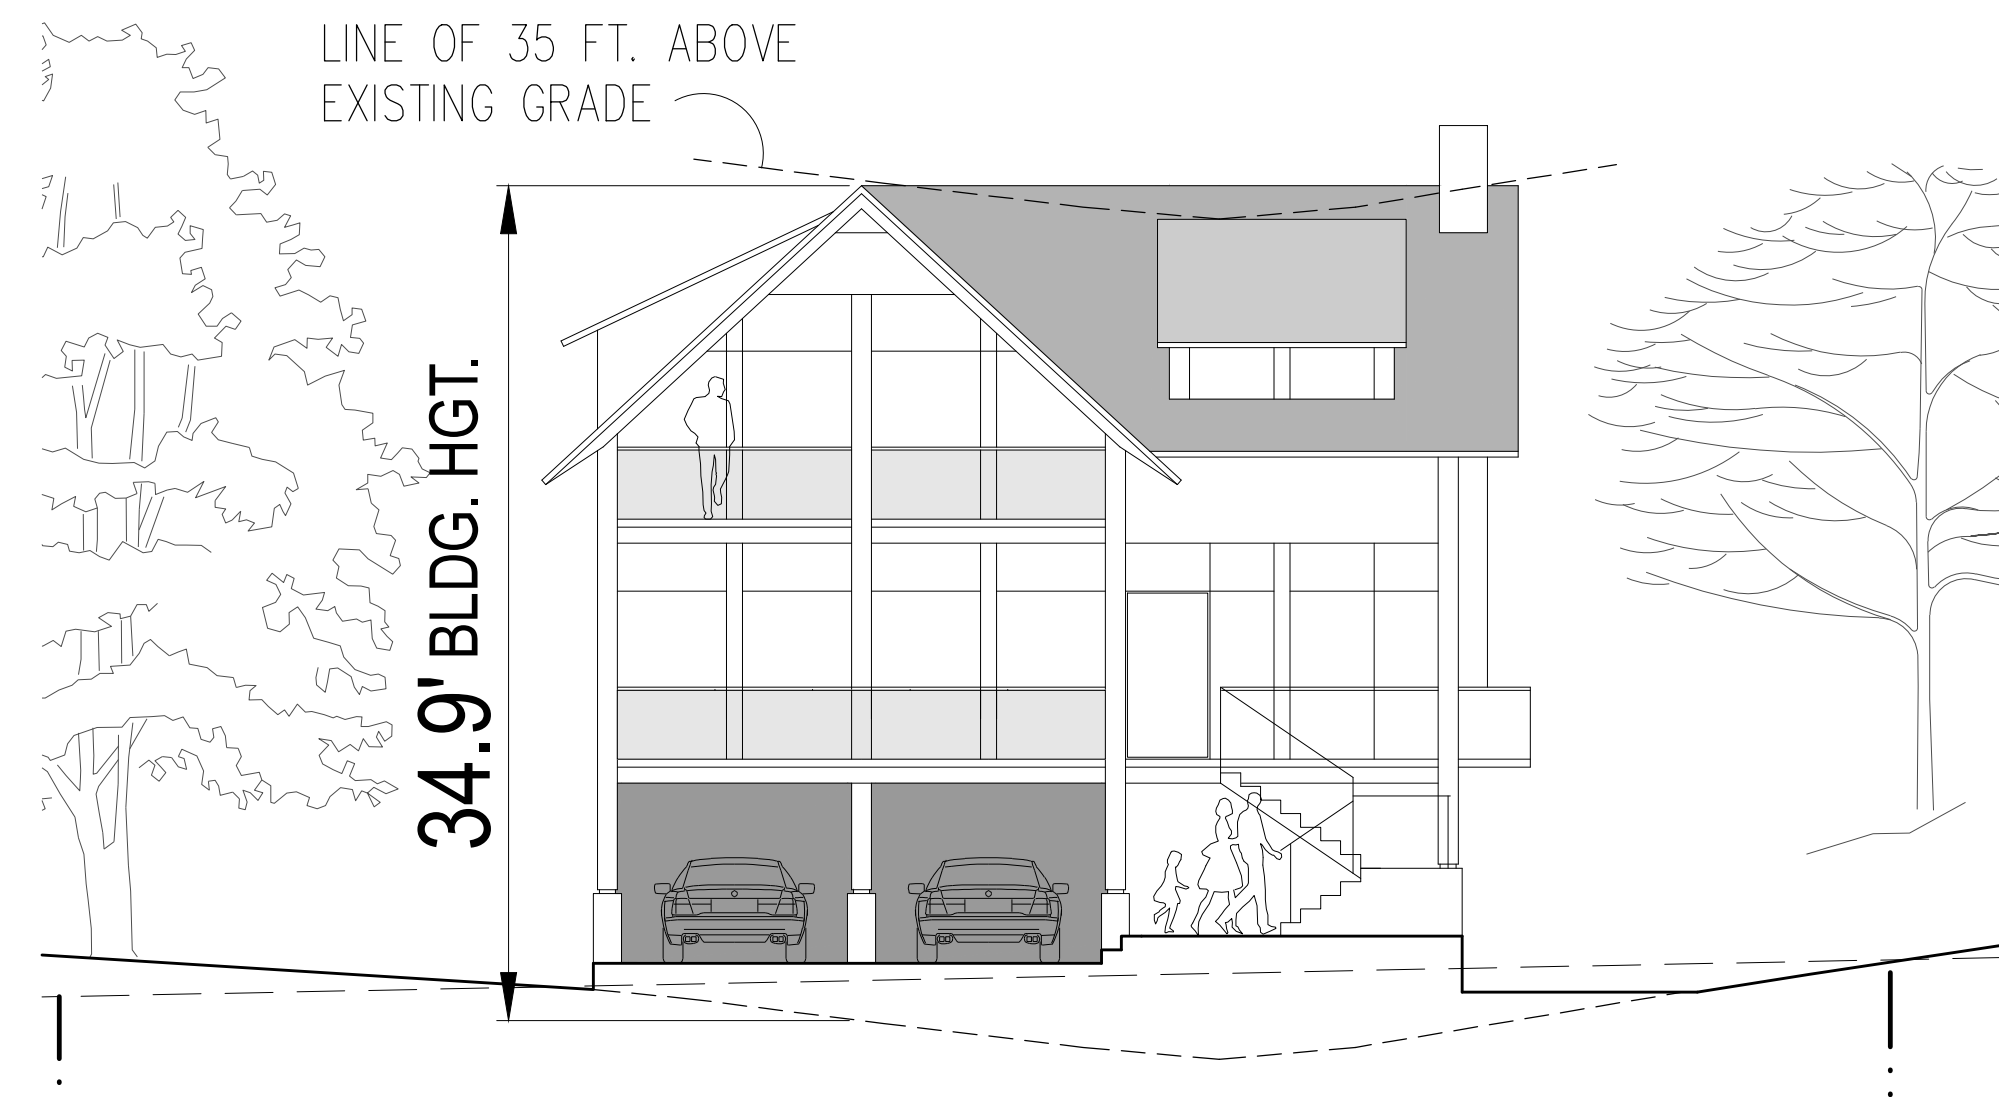 LINE OF 35 FT. ABOVE
EXISTING GRADE
34.9' BLDG. HGT.